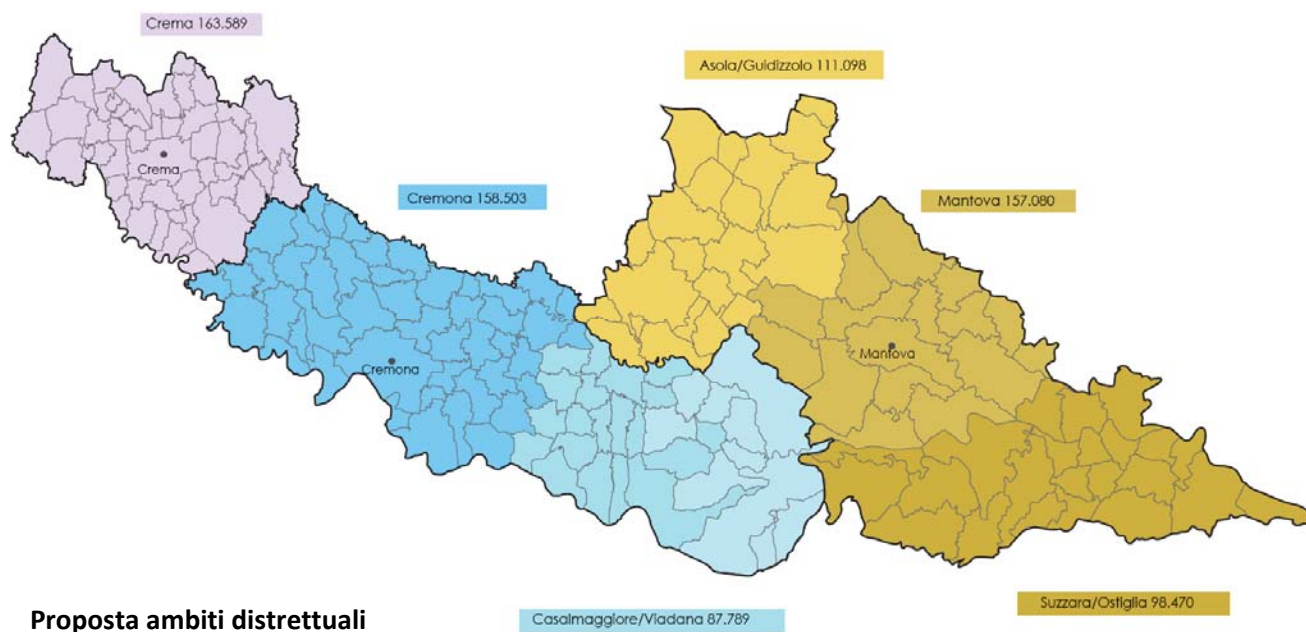 Crema 163.589
Asola/Guidizzolo 111.098
Crema
Cremona 158.503
Mantova 157.080
Mantova
Cremona
Suzzara/Ostiglia 98.470
Casalmaggiore/Viadana 87.789
Proposta ambiti distrettuali